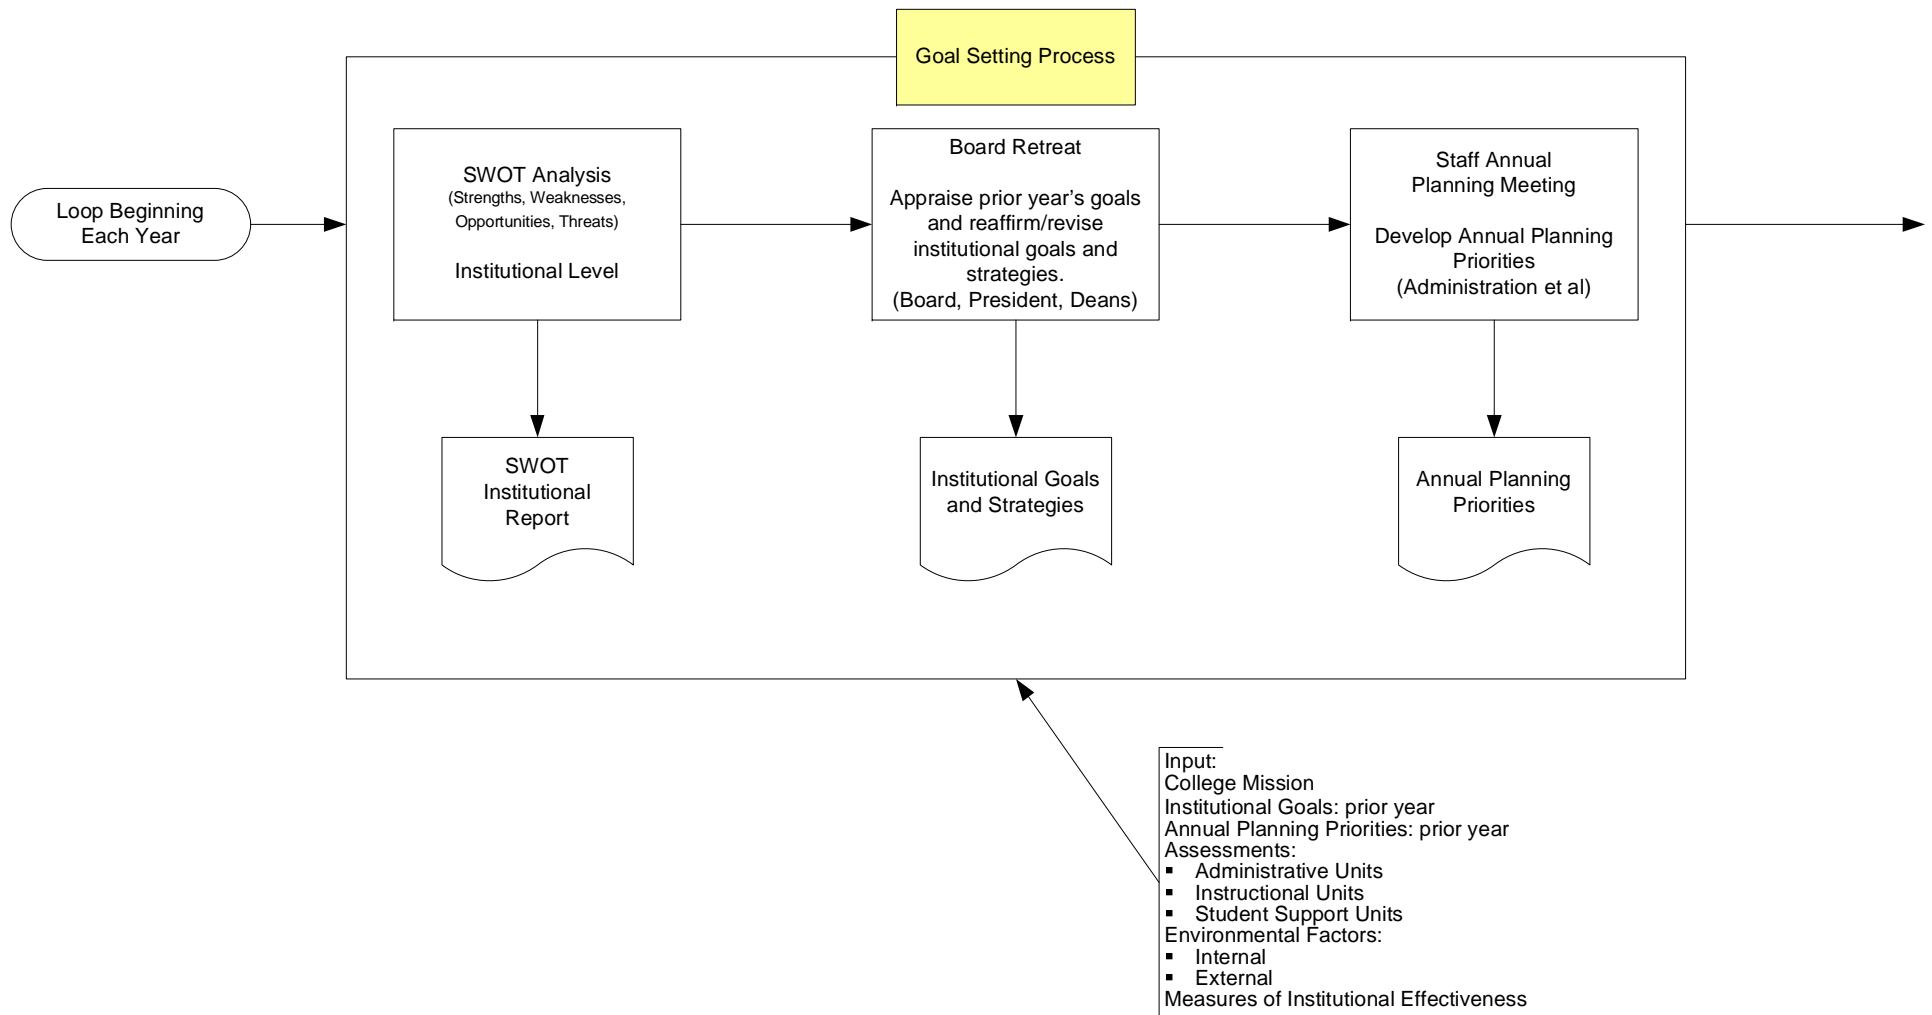 Goal Setting Process
Loop Beginning
Each Year
SWOT Analysis
(Strengths, Weaknesses,
Opportunities, Threats)
Institutional Level
Board Retreat
Appraise prior year’s goals
and reaffirm/revise
institutional goals and
strategies.
(Board, President, Deans)
Staff Annual
Planning Meeting
Develop Annual Planning
Priorities
(Administration et al)
SWOT
Institutional
Report
Institutional Goals
and Strategies
Annual Planning
Priorities
Input:
College Mission
Institutional Goals: prior year
Annual Planning Priorities: prior year
Assessments:
▪ Administrative Units
▪ Instructional Units
▪ Student Support Units
Environmental Factors:
▪ Internal
▪ External
Measures of Institutional Effectiveness